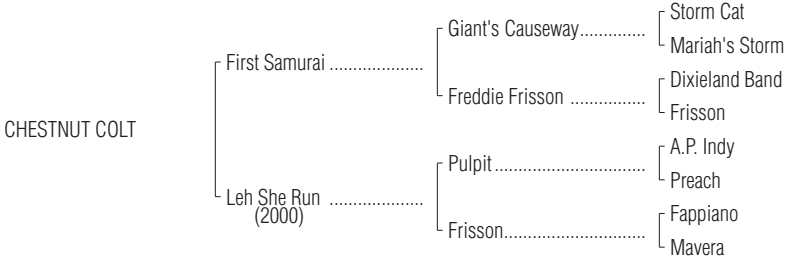 Storm Cat
Giant's Causeway..............
Mariah's Storm
First Samurai ....................
Dixieland Band
Freddie Frisson ................
Frisson
CHESTNUT COLT
A.P. Indy
Pulpit................................
Preach
Leh She Run ....................
(2000)
Fappiano
Frisson..............................
Mavera